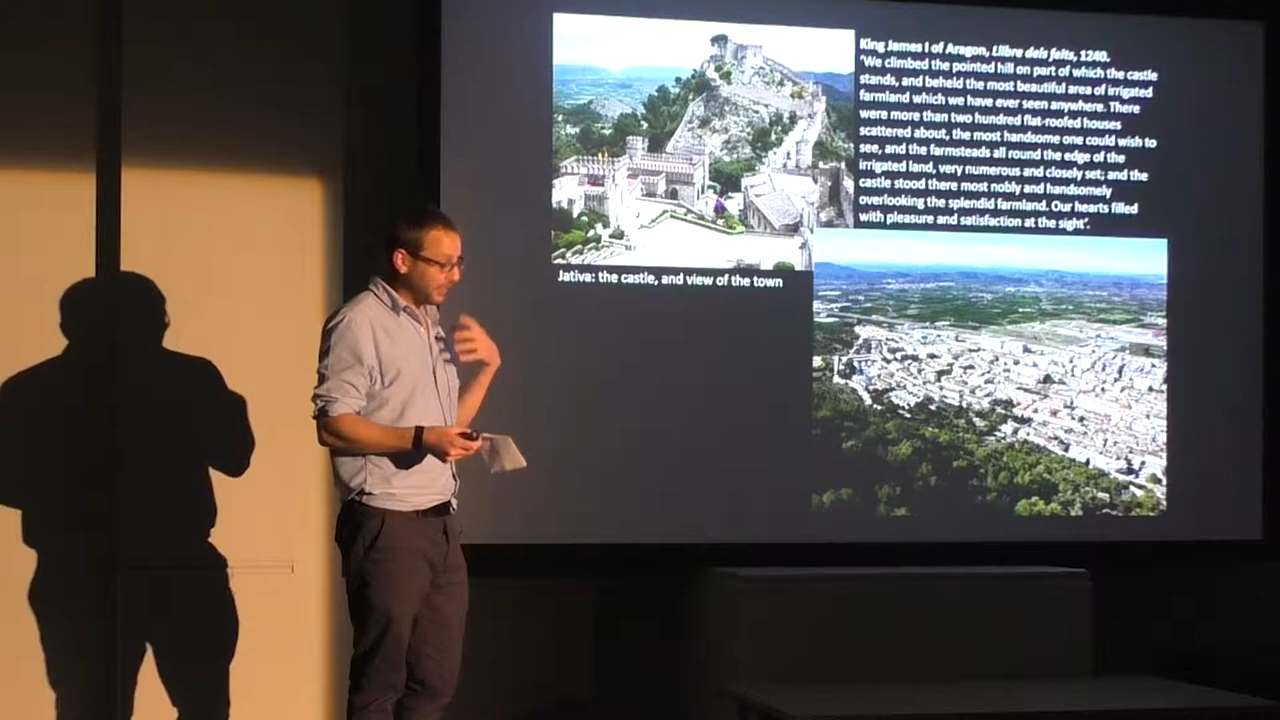 King James I of Aragon, Llibre dels feits, 1240.
'We climbed the pointed hill on part of which the castle
stands, and beheld the most beautiful area of irrigated
farmland which we have ever seen anywhere. There
were more than two hundred flat-roofed houses
scattered about, the most handsome one could wish to
see, and the farmsteads all round the edge of the
irrigated land, very numerous and closely set; and the
castle stood there most nobly and handsomely
overlooking the splendid farmland. Our hearts filled
with pleasure and satisfaction at the sight'.
Jativa: the castle, and view of the town